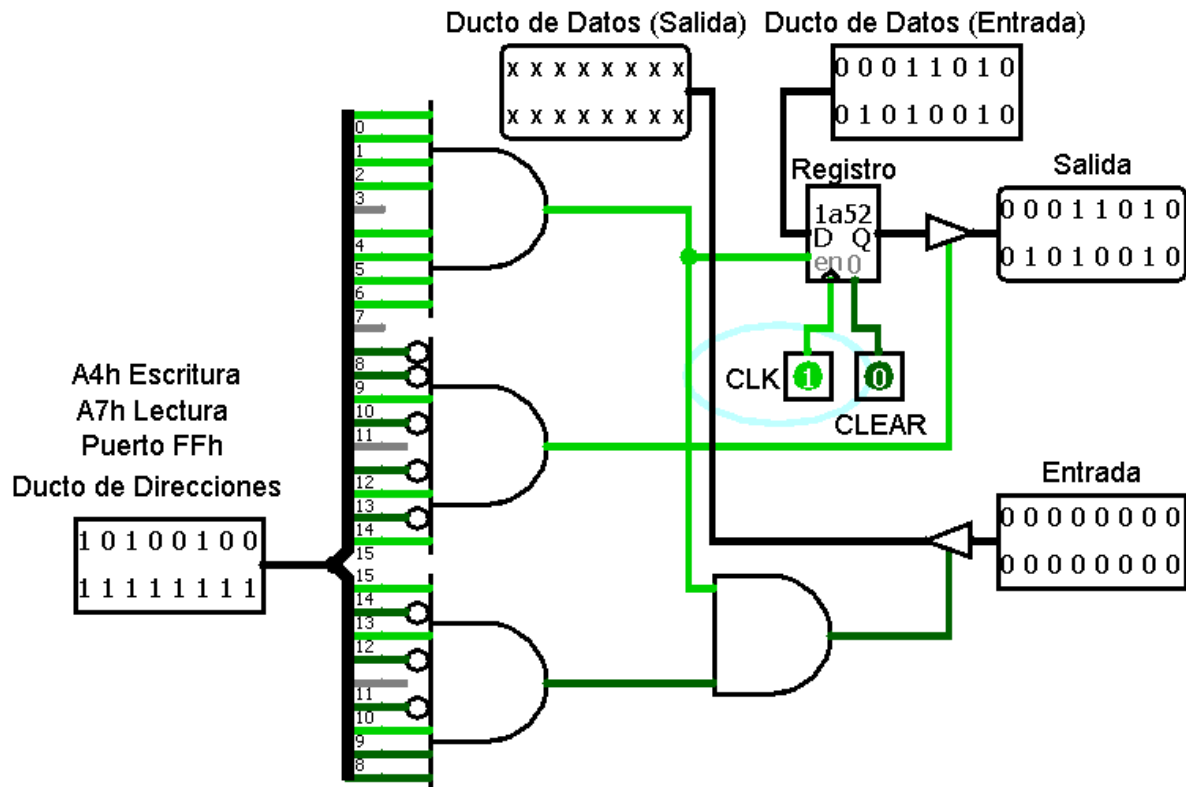 Ducto de Datos (Salida)
x x x x x x x x
x x x x x x x x
Ducto de Datos (Entrada)
0 0 0 1 1 0 1 0
0 1 0 1 0 0 1 0
Registro
1a52
D Q
en 0
Salida
0 0 0 1 1 0 1 0
0 1 0 1 0 0 1 0
CLK
1
0
CLEAR
0
1
2
3
4
5
6
7
8
9
10
11
12
13
14
15
A4h Escritura
A7h Lectura
Puerto FFh
Ducto de Direcciones
1 0 1 0 0 1 0 0
1 1 1 1 1 1 1 1
15
14
13
12
11
10
9
8
Entrada
0 0 0 0 0 0 0 0
0 0 0 0 0 0 0 0